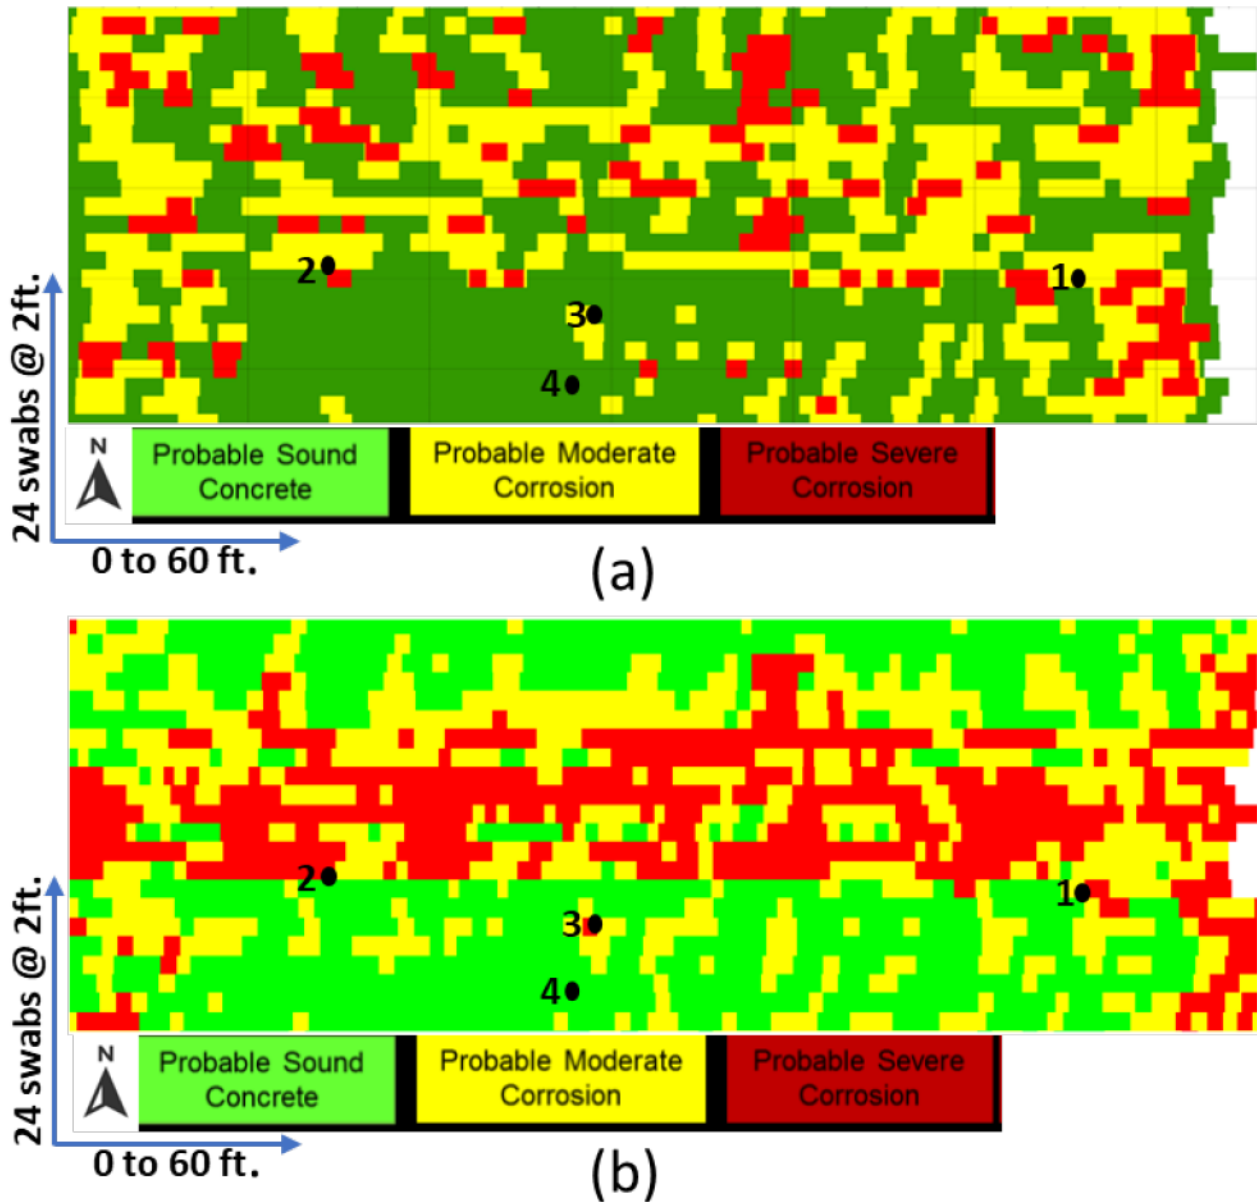 2
1
3
4
24 swabs @ 2ft.
N
Probable Sound
Concrete
Probable Moderate
Corrosion
Probable Severe
Corrosion
0 to 60 ft.
(a)
2
1
3
4
24 swabs @ 2ft.
N
Probable Sound
Concrete
Probable Moderate
Corrosion
Probable Severe
Corrosion
0 to 60 ft.
(b)